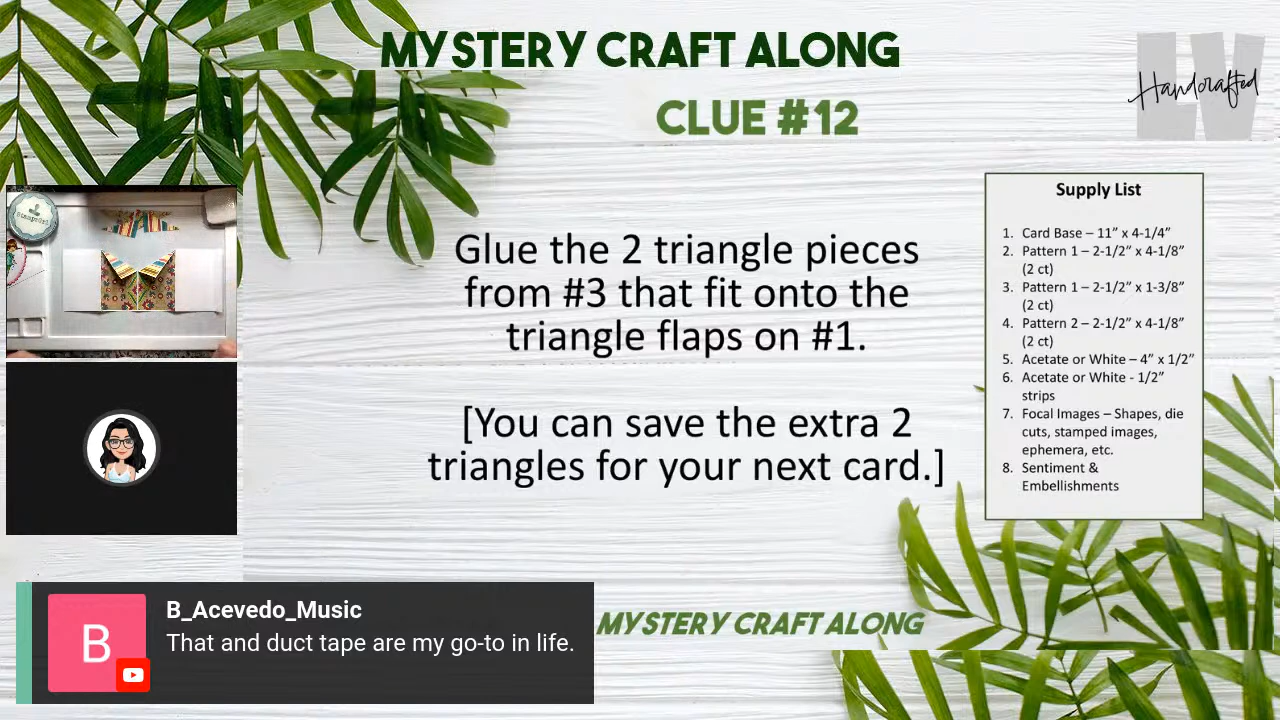 MYSTERY CRAFT ALONG
CLUE #12
Handcrafted
Glue the 2 triangle pieces
from #3 that fit onto the
triangle flaps on #1.
[You can save the extra 2
triangles for your next card.]
Supply List
1. Card Base – 11” x 4-1/4”
2. Pattern 1 – 2-1/2” x 4-1/8”
(2 ct)
3. Pattern 1 – 2-1/2” x 1-3/8”
(2 ct)
4. Pattern 2 – 2-1/2” x 4-1/8”
(2 ct)
5. Acetate or White – 4” x 1/2”
6. Acetate or White - 1/2”
strips
7. Focal Images – Shapes, die
cuts, stamped images,
ephemera, etc.
8. Sentiment &
Embellishments
B
B_Acevedo_Music
That and duct tape are my go-to in life.
MYSTERY CRAFT ALONG